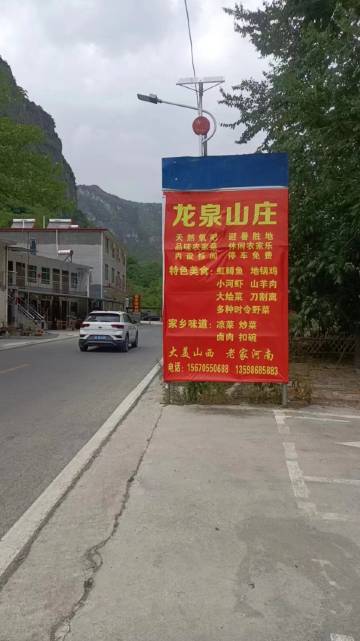 龙泉山庄
天然氧吧 避暑胜地
品味农家菜 休闲农家乐
内设标间 停车免费
特色美食：虹鳟鱼 地锅鸡
小河虾 山羊肉
大烩菜 刀割离
多种时令野菜
家乡味道：凉菜 炒菜
卤肉 扣碗
大美山西 老家河南
电话：15670550688 13598685883